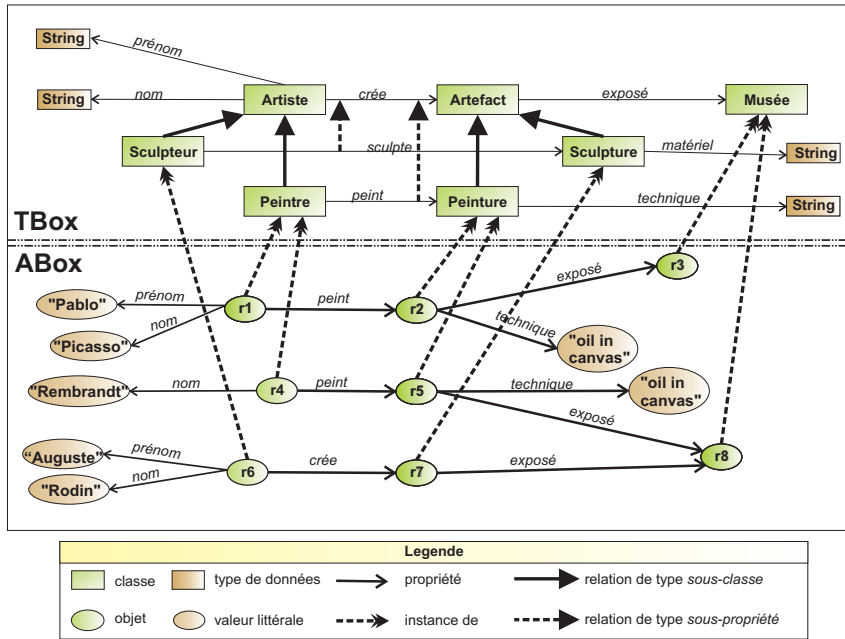 String
prénom
String
nom
Artiste
crée
Artefact
exposé
Musée
Sculpteur
sculpte
Sculpture
matériel
String
Peintre
peint
Peinture
technique
String
TBox
ABox
r3
exposé
"Pablo"
prénom
r1
peint
r2
nom
technique
"Picasso"
"oil in
canvas"
"Rembrandt"
nom
r4
peint
r5
technique
"oil in
canvas"
exposé
“Auguste"
prénom
r6
crée
r7
exposé
r8
nom
"Rodin"
Legende
classe
type de données
propriété
relation de type sous-classe
objet
valeur littérale
instance de
relation de type sous-propriété